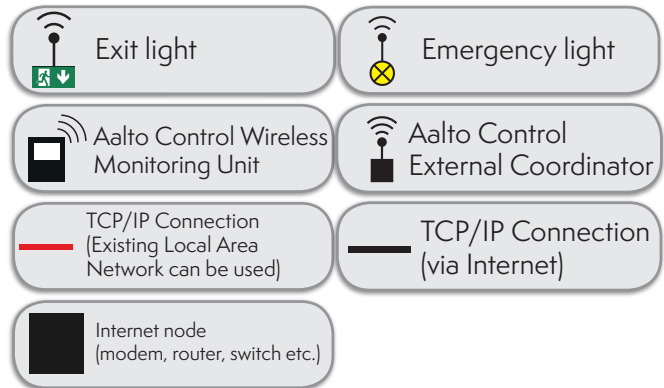 Exit light
Emergency light
Aalto Control Wireless
Monitoring Unit
Aalto Control
External Coordinator
TCP/IP Connection
(Existing Local Area
Network can be used)
TCP/IP Connection
(via Internet)
Internet node
(modem, router, switch etc.)